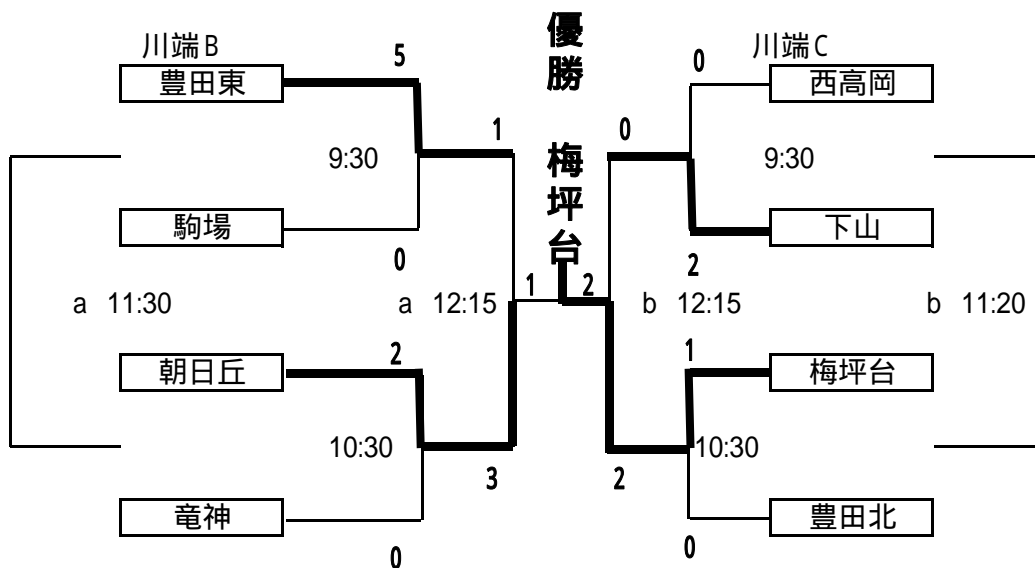 優勝 梅坪台
川端B
川端C
5
0
豊田東
西高岡
1
0
9:30
9:30
駒場
下山
0
2
1
2
a 11:30
a 12:15
b 12:15
b 11:20
2
1
朝日丘
梅坪台
10:30
10:30
3
2
竜神
豊田北
0
0